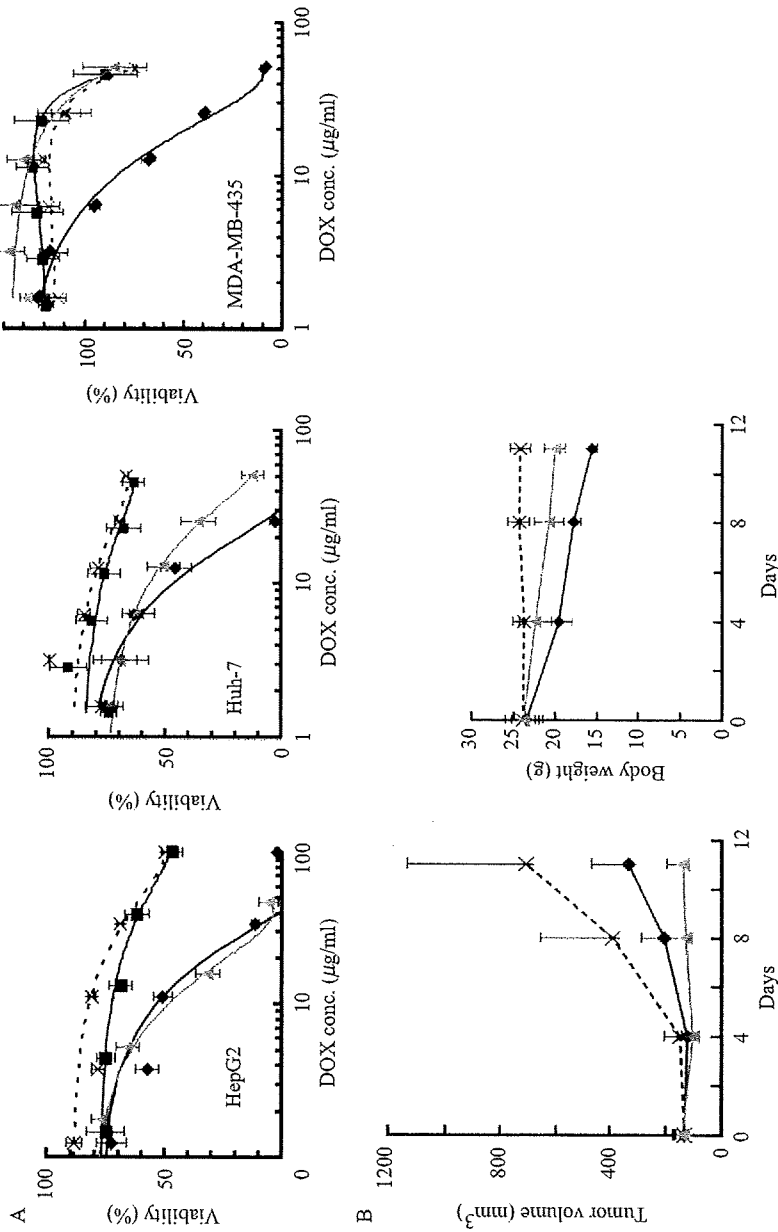 A
Viability (%)
100
50
0
HepG2
10
100
DOX conc. (μg/ml)
Viability (%)
100
50
0
Huh-7
1
10
100
DOX conc. (μg/ml)
Viability (%)
100
50
0
MDA-MB-435
1
10
100
DOX conc. (μg/ml)
B
Tumor volume (mm³)
1200
800
400
0
0
4
8
12
Days
Body weight (g)
30
25
20
15
10
5
0
0
4
8
12
Days